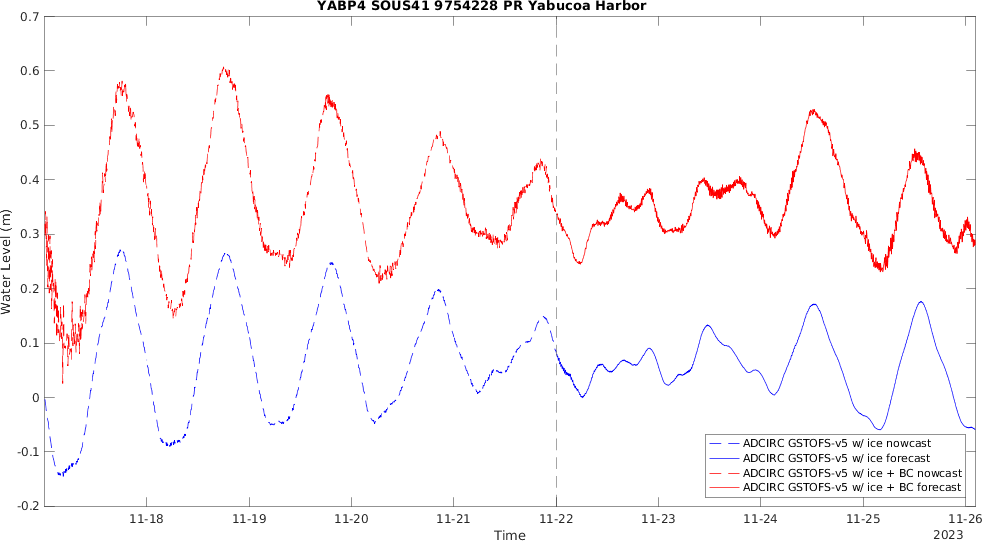 YABP4 SOUS41 9754228 PR Yabucoa Harbor
0.7
0.6
0.5
0.4
0.3
0.2
0.1
0
-0.1
-0.2
Water Level (m)
11-18
11-19
11-20
11-21
11-22
11-23
11-24
11-25
11-26
2023
Time
ADCIRC GSTOFS-v5 w/ ice nowcast
ADCIRC GSTOFS-v5 w/ ice forecast
ADCIRC GSTOFS-v5 w/ ice + BC nowcast
ADCIRC GSTOFS-v5 w/ ice + BC forecast